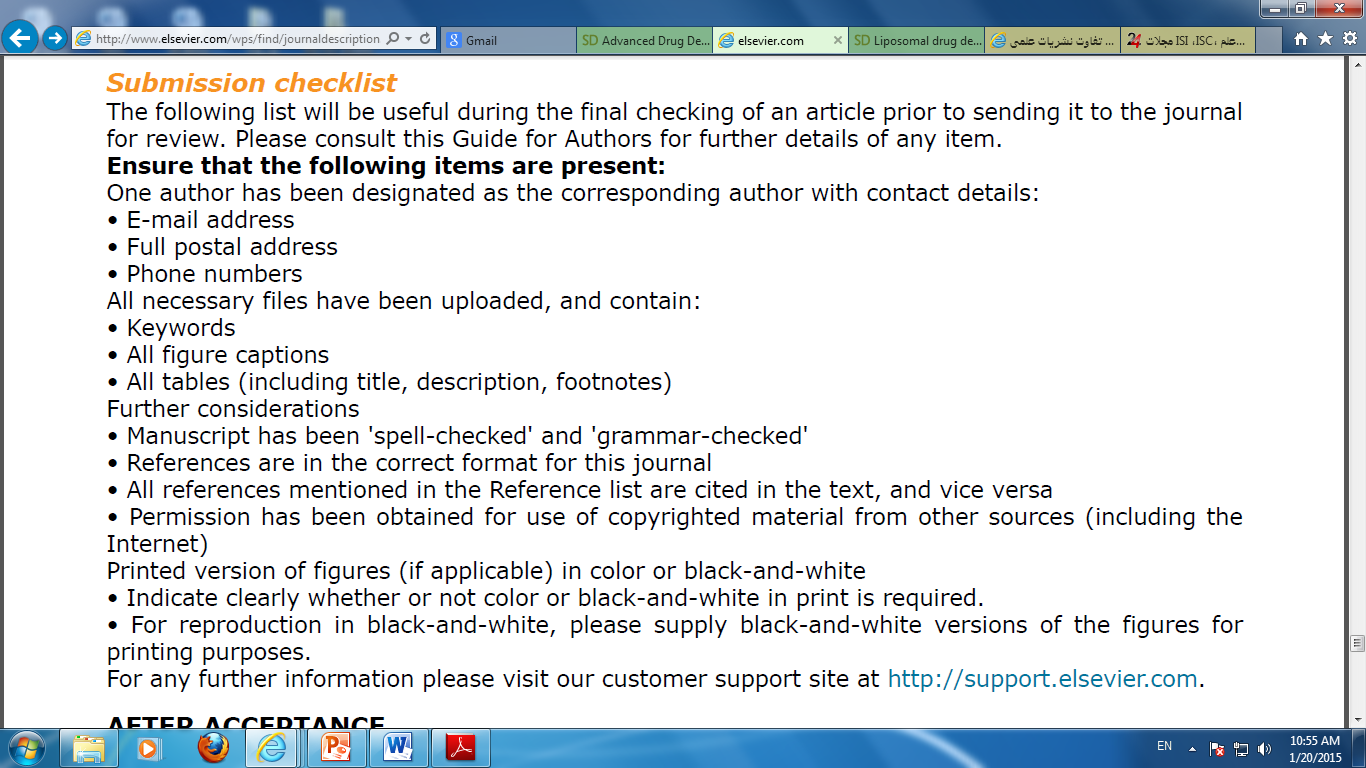 http://www.elsevier.com/wps/find/journaldescription
Gmail
SD Advanced Drug De...
elsevier.com
SD Liposomal drug de...
تفاوت نشریات علمی ...
مجلات ISI ،ISC، علم...
Submission checklist
The following list will be useful during the final checking of an article prior to sending it to the journal
for review. Please consult this Guide for Authors for further details of any item.
Ensure that the following items are present:
One author has been designated as the corresponding author with contact details:
• E-mail address
• Full postal address
• Phone numbers
All necessary files have been uploaded, and contain:
• Keywords
• All figure captions
• All tables (including title, description, footnotes)
Further considerations
• Manuscript has been 'spell-checked' and 'grammar-checked'
• References are in the correct format for this journal
• All references mentioned in the Reference list are cited in the text, and vice versa
• Permission has been obtained for use of copyrighted material from other sources (including the
Internet)
Printed version of figures (if applicable) in color or black-and-white
• Indicate clearly whether or not color or black-and-white in print is required.
• For reproduction in black-and-white, please supply black-and-white versions of the figures for
printing purposes.
For any further information please visit our customer support site at http://support.elsevier.com.
AFTER ACCEPTANCE
EN
10:55 AM
1/20/2015